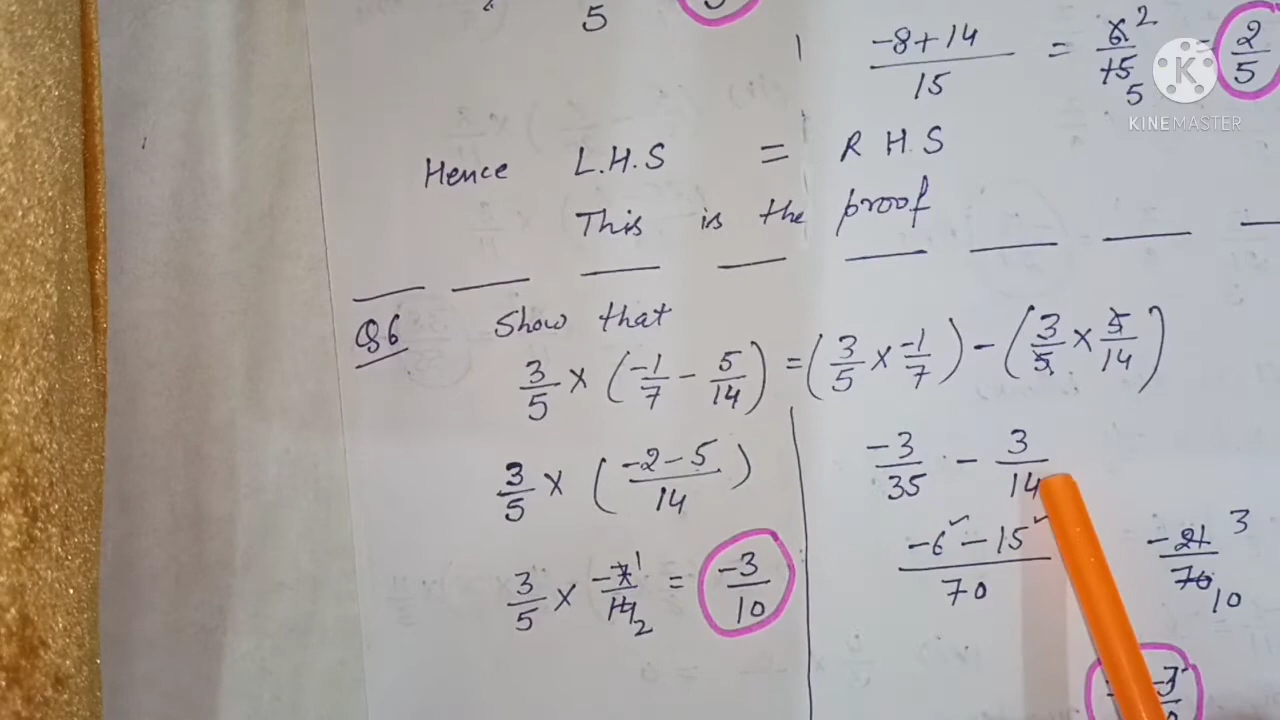 5
-8+14/15 = 6 2/15 5 = 2/5
KINEMASTER
Hence L.H.S = R H S
This is the proof
Q6 Show that
3/5 × (-1/7 - 5/14) = (3/5 × -1/7) - (3/5 × 5/14)
3/5 × (-2-5/14)
-3/35 - 3/14
-6 - 15/70
-21 3/70 10
3/5 × -7 1/14 2 = -3/10